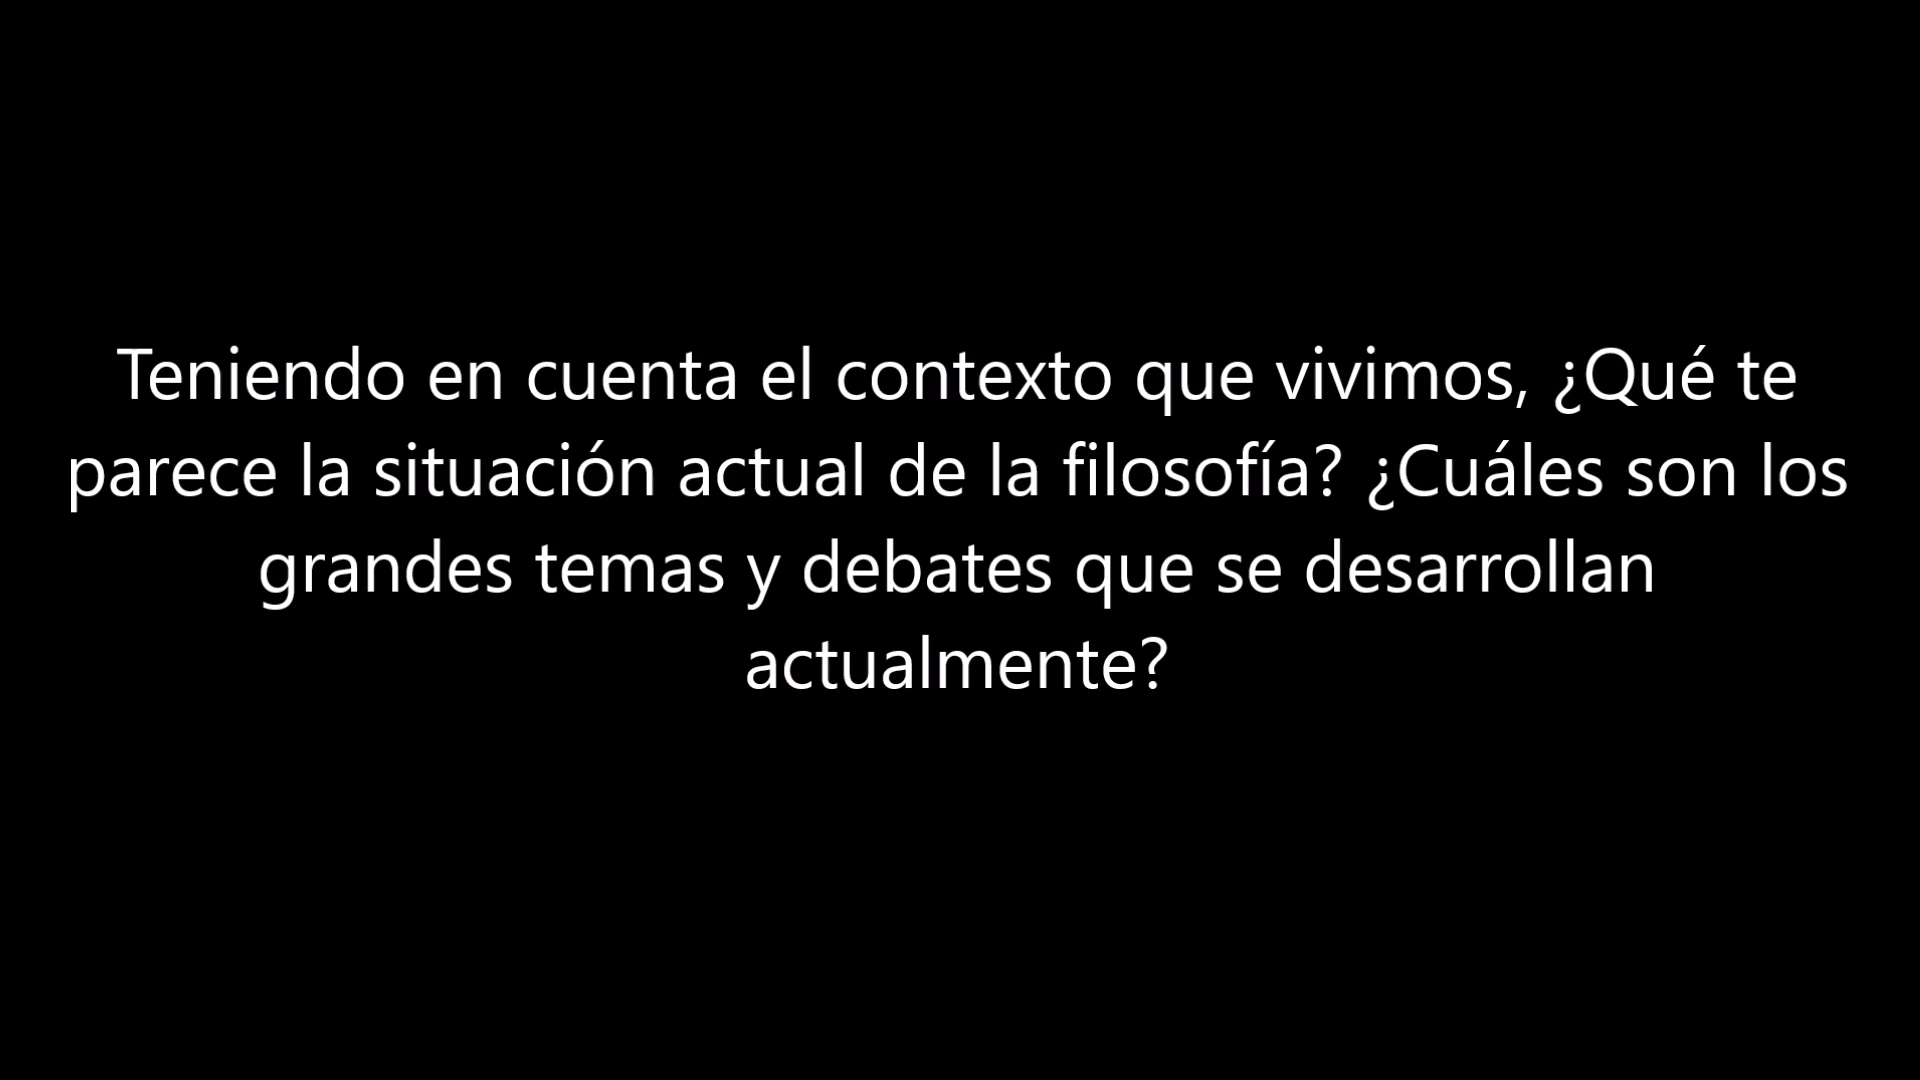 Teniendo en cuenta el contexto que vivimos, ¿Qué te
parece la situación actual de la filosofía? ¿Cuáles son los
grandes temas y debates que se desarrollan
actualmente?